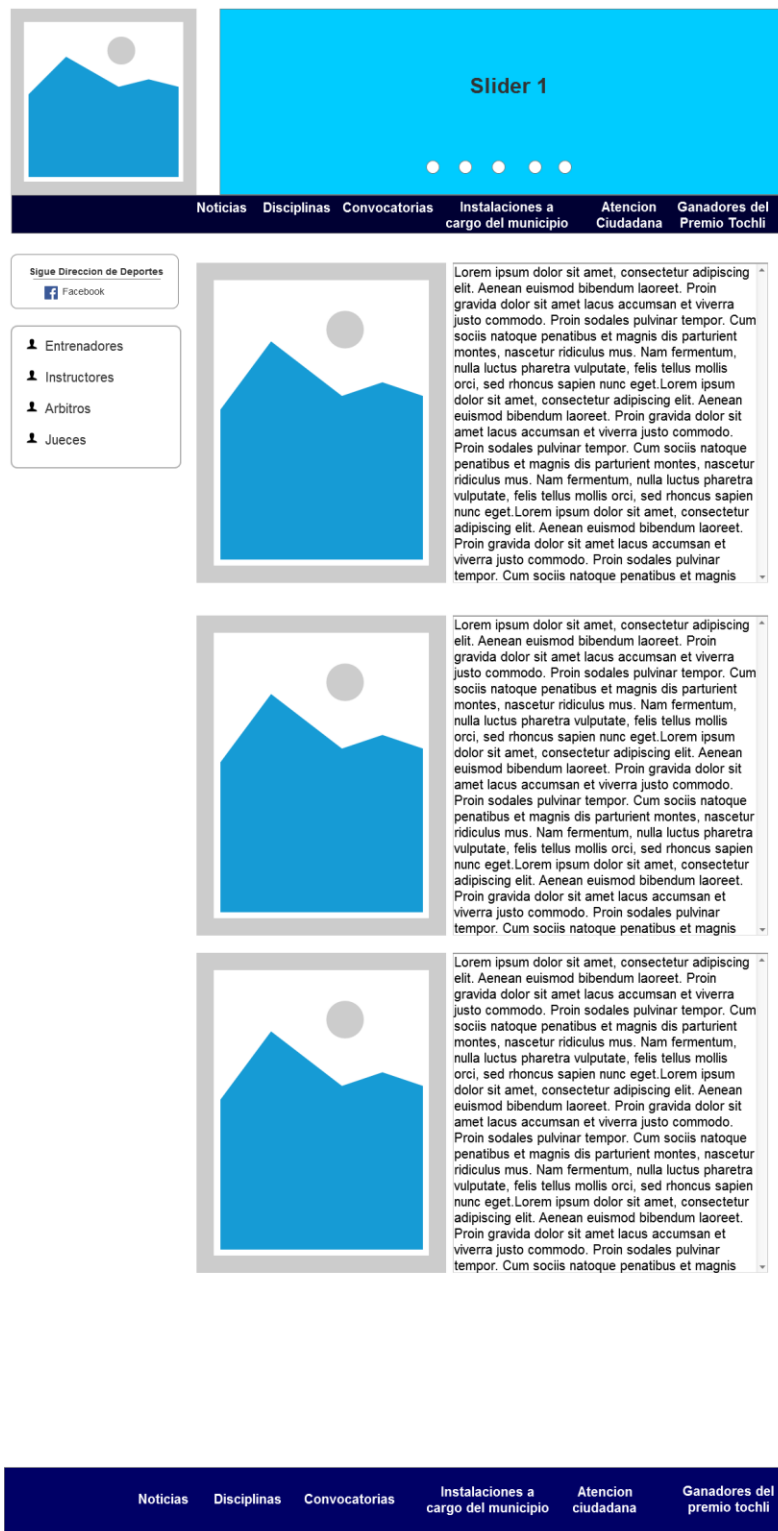 Slider 1
Noticias Disciplinas Convocatorias Instalaciones a cargo del municipio Atencion Ciudadana Ganadores del Premio Tochli
Sigue Direccion de Deportes
Facebook
Entrenadores
Instructores
Arbitros
Jueces
Lorem ipsum dolor sit amet, consectetur adipiscing
elit. Aenean euismod bibendum laoreet. Proin
gravida dolor sit amet lacus accumsan et viverra
justo commodo. Proin sodales pulvinar tempor. Cum
sociis natoque penatibus et magnis dis parturient
montes, nascetur ridiculus mus. Nam fermentum,
nulla luctus pharetra vulputate, felis tellus mollis
orci, sed rhoncus sapien nunc eget.Lorem ipsum
dolor sit amet, consectetur adipiscing elit. Aenean
euismod bibendum laoreet. Proin gravida dolor sit
amet lacus accumsan et viverra justo commodo.
Proin sodales pulvinar tempor. Cum sociis natoque
penatibus et magnis dis parturient montes, nascetur
ridiculus mus. Nam fermentum, nulla luctus pharetra
vulputate, felis tellus mollis orci, sed rhoncus sapien
nunc eget.Lorem ipsum dolor sit amet, consectetur
adipiscing elit. Aenean euismod bibendum laoreet.
Proin gravida dolor sit amet lacus accumsan et
viverra justo commodo. Proin sodales pulvinar
tempor. Cum sociis natoque penatibus et magnis
Lorem ipsum dolor sit amet, consectetur adipiscing
elit. Aenean euismod bibendum laoreet. Proin
gravida dolor sit amet lacus accumsan et viverra
justo commodo. Proin sodales pulvinar tempor. Cum
sociis natoque penatibus et magnis dis parturient
montes, nascetur ridiculus mus. Nam fermentum,
nulla luctus pharetra vulputate, felis tellus mollis
orci, sed rhoncus sapien nunc eget.Lorem ipsum
dolor sit amet, consectetur adipiscing elit. Aenean
euismod bibendum laoreet. Proin gravida dolor sit
amet lacus accumsan et viverra justo commodo.
Proin sodales pulvinar tempor. Cum sociis natoque
penatibus et magnis dis parturient montes, nascetur
ridiculus mus. Nam fermentum, nulla luctus pharetra
vulputate, felis tellus mollis orci, sed rhoncus sapien
nunc eget.Lorem ipsum dolor sit amet, consectetur
adipiscing elit. Aenean euismod bibendum laoreet.
Proin gravida dolor sit amet lacus accumsan et
viverra justo commodo. Proin sodales pulvinar
tempor. Cum sociis natoque penatibus et magnis
Lorem ipsum dolor sit amet, consectetur adipiscing
elit. Aenean euismod bibendum laoreet. Proin
gravida dolor sit amet lacus accumsan et viverra
justo commodo. Proin sodales pulvinar tempor. Cum
sociis natoque penatibus et magnis dis parturient
montes, nascetur ridiculus mus. Nam fermentum,
nulla luctus pharetra vulputate, felis tellus mollis
orci, sed rhoncus sapien nunc eget.Lorem ipsum
dolor sit amet, consectetur adipiscing elit. Aenean
euismod bibendum laoreet. Proin gravida dolor sit
amet lacus accumsan et viverra justo commodo.
Proin sodales pulvinar tempor. Cum sociis natoque
penatibus et magnis dis parturient montes, nascetur
ridiculus mus. Nam fermentum, nulla luctus pharetra
vulputate, felis tellus mollis orci, sed rhoncus sapien
nunc eget.Lorem ipsum dolor sit amet, consectetur
adipiscing elit. Aenean euismod bibendum laoreet.
Proin gravida dolor sit amet lacus accumsan et
viverra justo commodo. Proin sodales pulvinar
tempor. Cum sociis natoque penatibus et magnis
Noticias Disciplinas Convocatorias Instalaciones a cargo del municipio Atencion ciudadana Ganadores del premio tochli